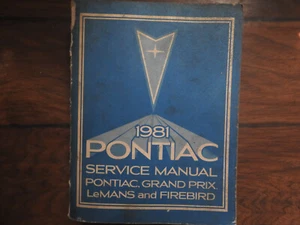 1981
PONTIAC
SERVICE MANUAL
PONTIAC, GRAND PRIX,
LeMANS and FIREBIRD